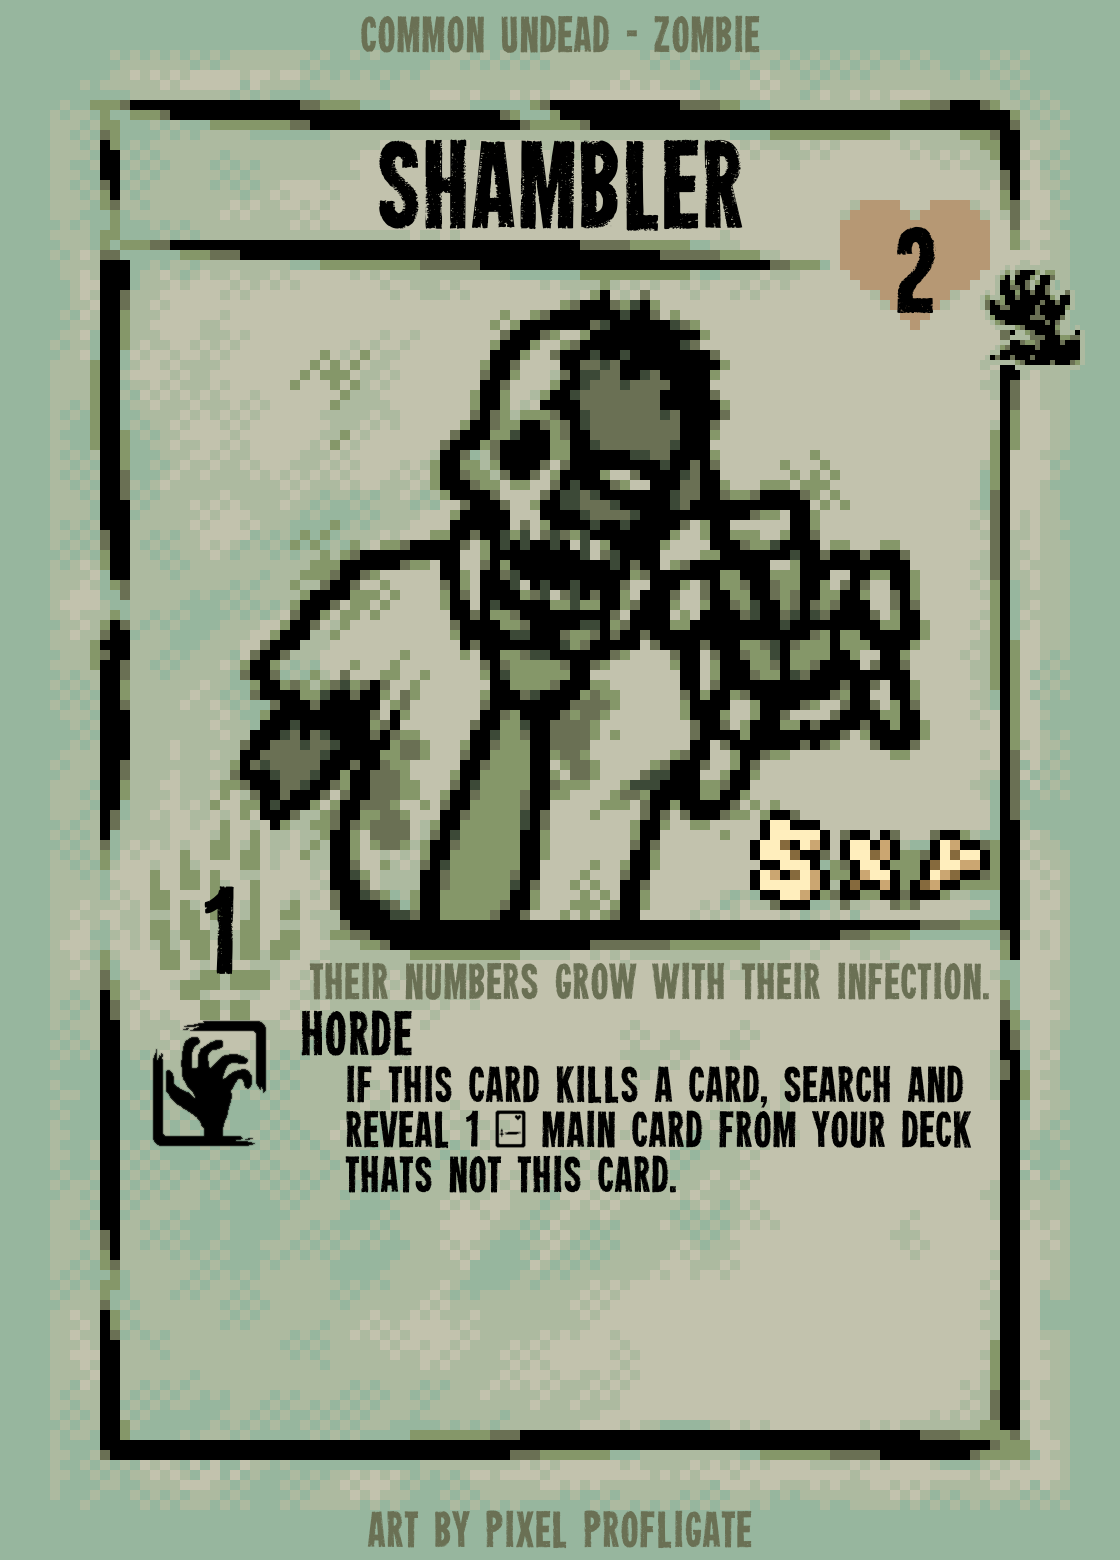 COMMON UNDEAD - ZOMBIE
SHAMBLER
2
1
THEIR NUMBERS GROW WITH THEIR INFECTION.
HORDE
IF THIS CARD KILLS A CARD, SEARCH AND
REVEAL 1 MAIN CARD FROM YOUR DECK
THATS NOT THIS CARD.
ART BY PIXEL PROFLIGATE